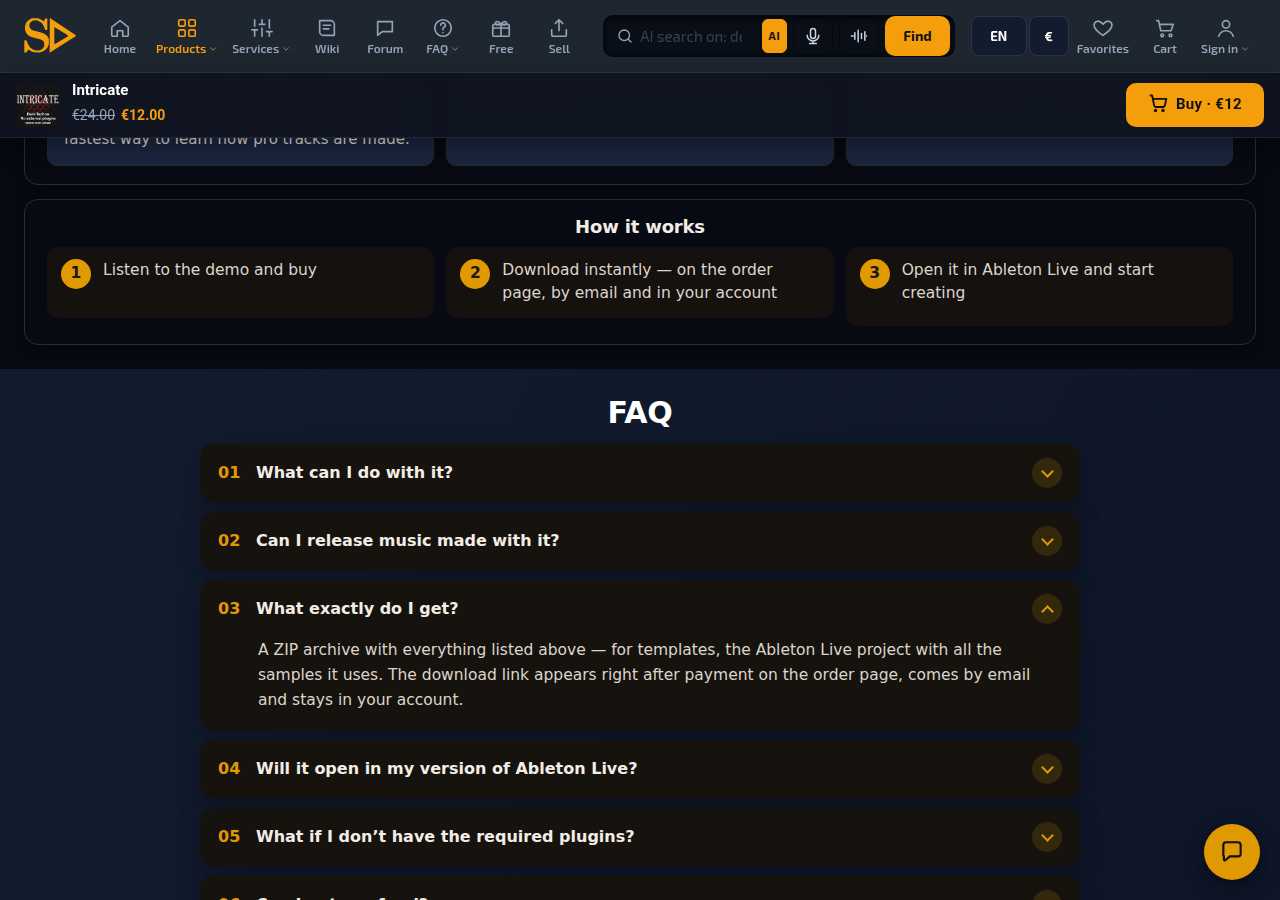 Home
Products
Services
Wiki
Forum
FAQ
Free
Sell
AI search on: de
AI
Find
EN
€
Favorites
Cart
Sign in
INTRICATE
Intricate
€24.00 €12.00
Buy · €12
fastest way to learn how pro tracks are made.
How it works
1 Listen to the demo and buy
2 Download instantly — on the order
page, by email and in your account
3 Open it in Ableton Live and start
creating
FAQ
01 What can I do with it?
02 Can I release music made with it?
03 What exactly do I get?
A ZIP archive with everything listed above — for templates, the Ableton Live project with all the
samples it uses. The download link appears right after payment on the order page, comes by email
and stays in your account.
04 Will it open in my version of Ableton Live?
05 What if I don’t have the required plugins?